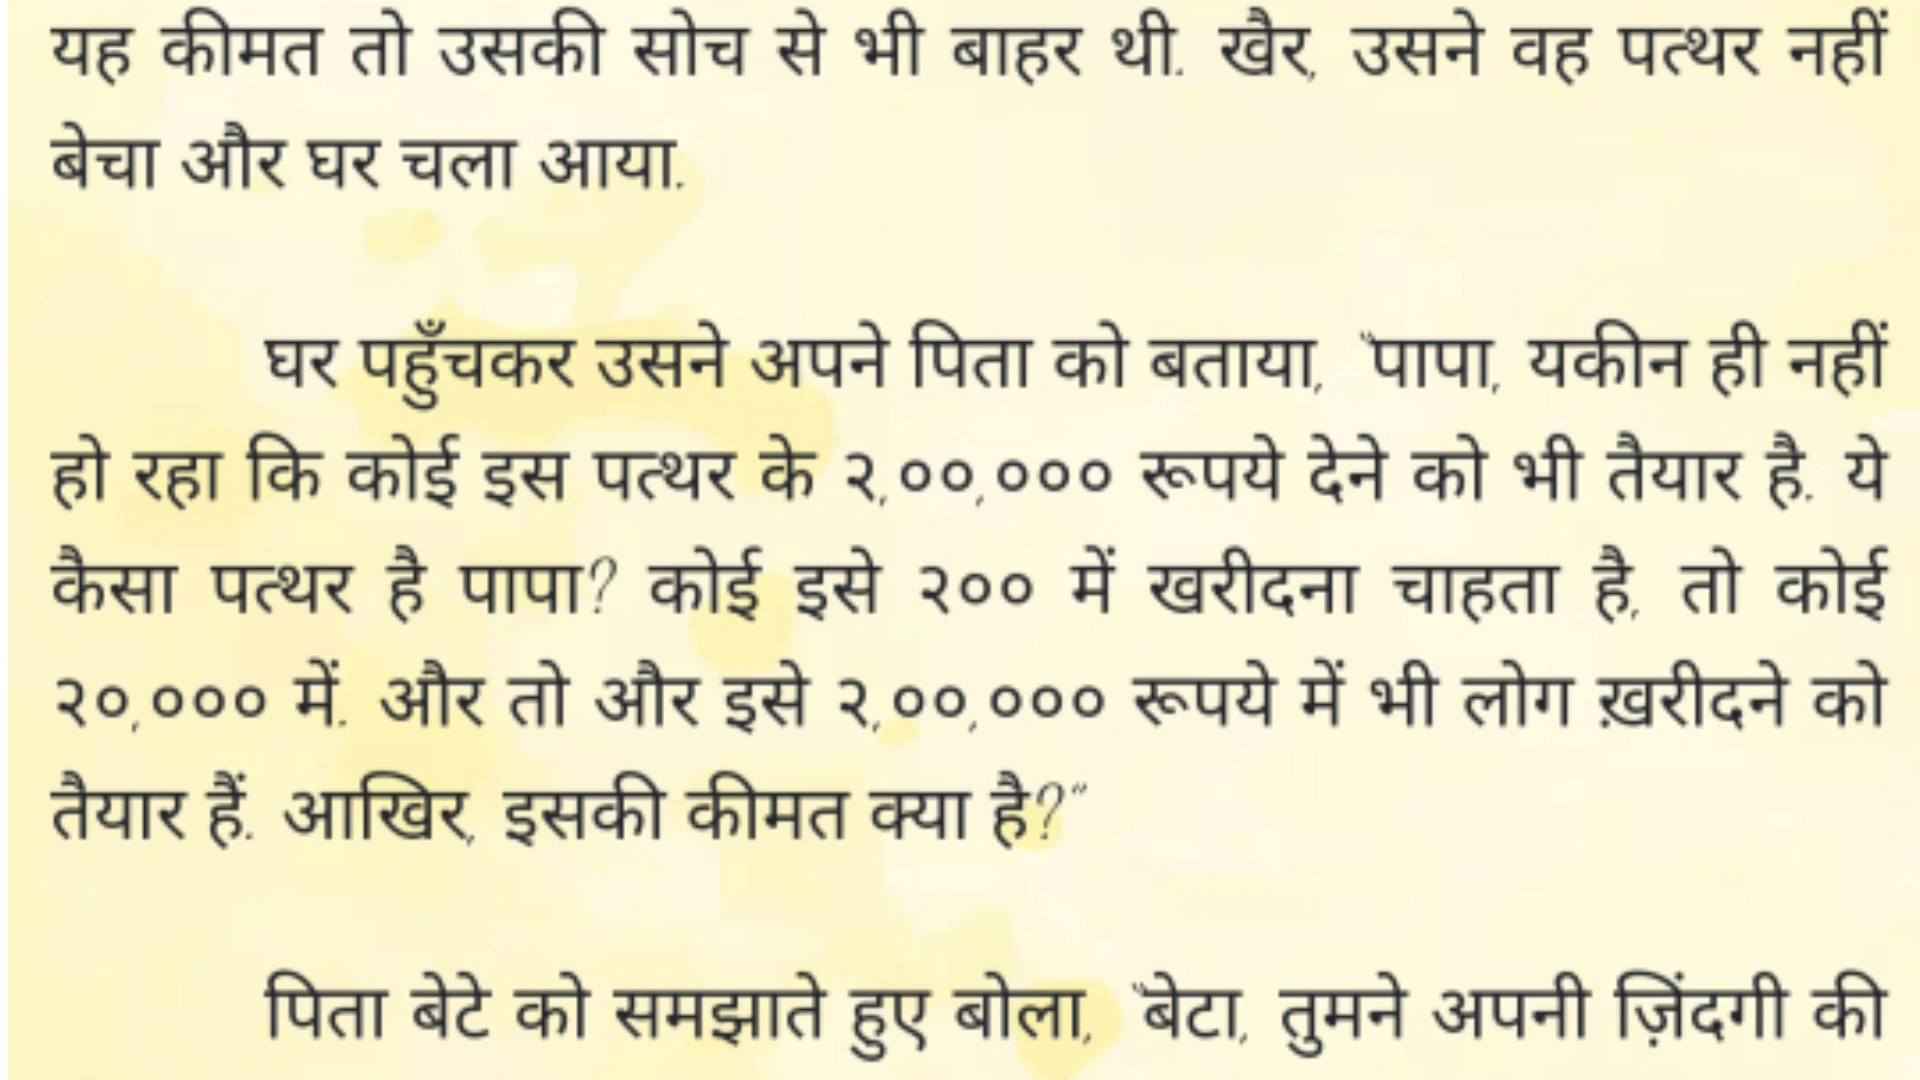 यह कीमत तो उसकी सोच से भी बाहर थी. खैर, उसने वह पत्थर नहीं
बेचा और घर चला आया.
घर पहुँचकर उसने अपने पिता को बताया, “पापा, यकीन ही नहीं
हो रहा कि कोई इस पत्थर के २,००,००० रूपये देने को भी तैयार है. ये
कैसा पत्थर है पापा? कोई इसे २०० में खरीदना चाहता है, तो कोई
२०,००० में. और तो और इसे २,००,००० रूपये में भी लोग ख़रीदने को
तैयार हैं. आखिर, इसकी कीमत क्या है?”
पिता बेटे को समझाते हुए बोला, “बेटा, तुमने अपनी ज़िंदगी की